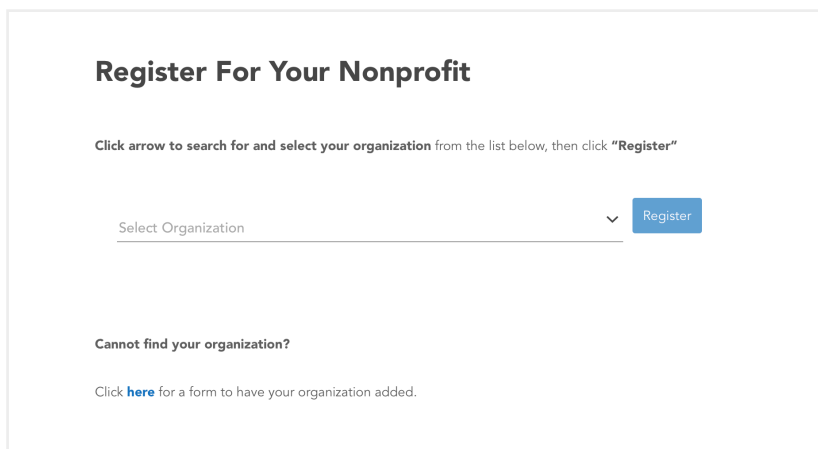 Register For Your Nonprofit
Click arrow to search for and select your organization from the list below, then click “Register”
Select Organization
Register
Cannot find your organization?
Click here for a form to have your organization added.